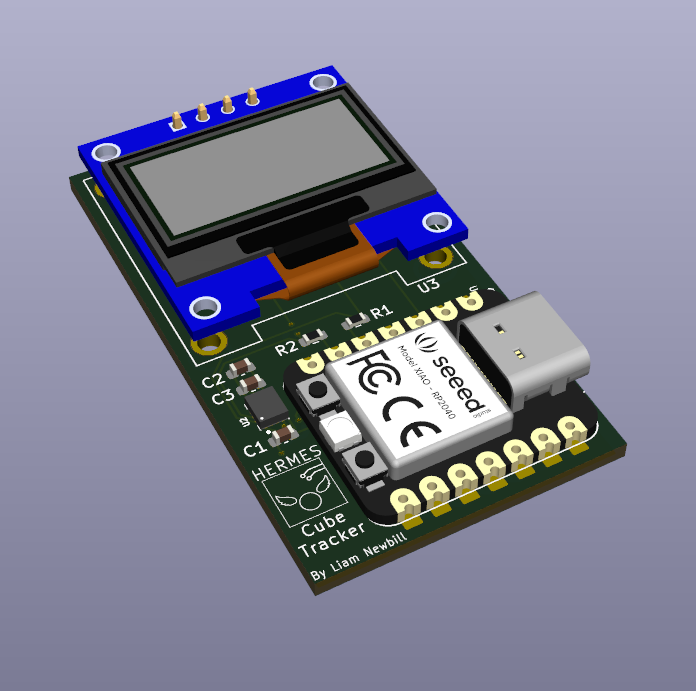 U3
R1
R2
C2
C3
C1
seeed
Model XIAO - RP2040
FC CE
HERMES
Cube
Tracker
By Liam Newbill